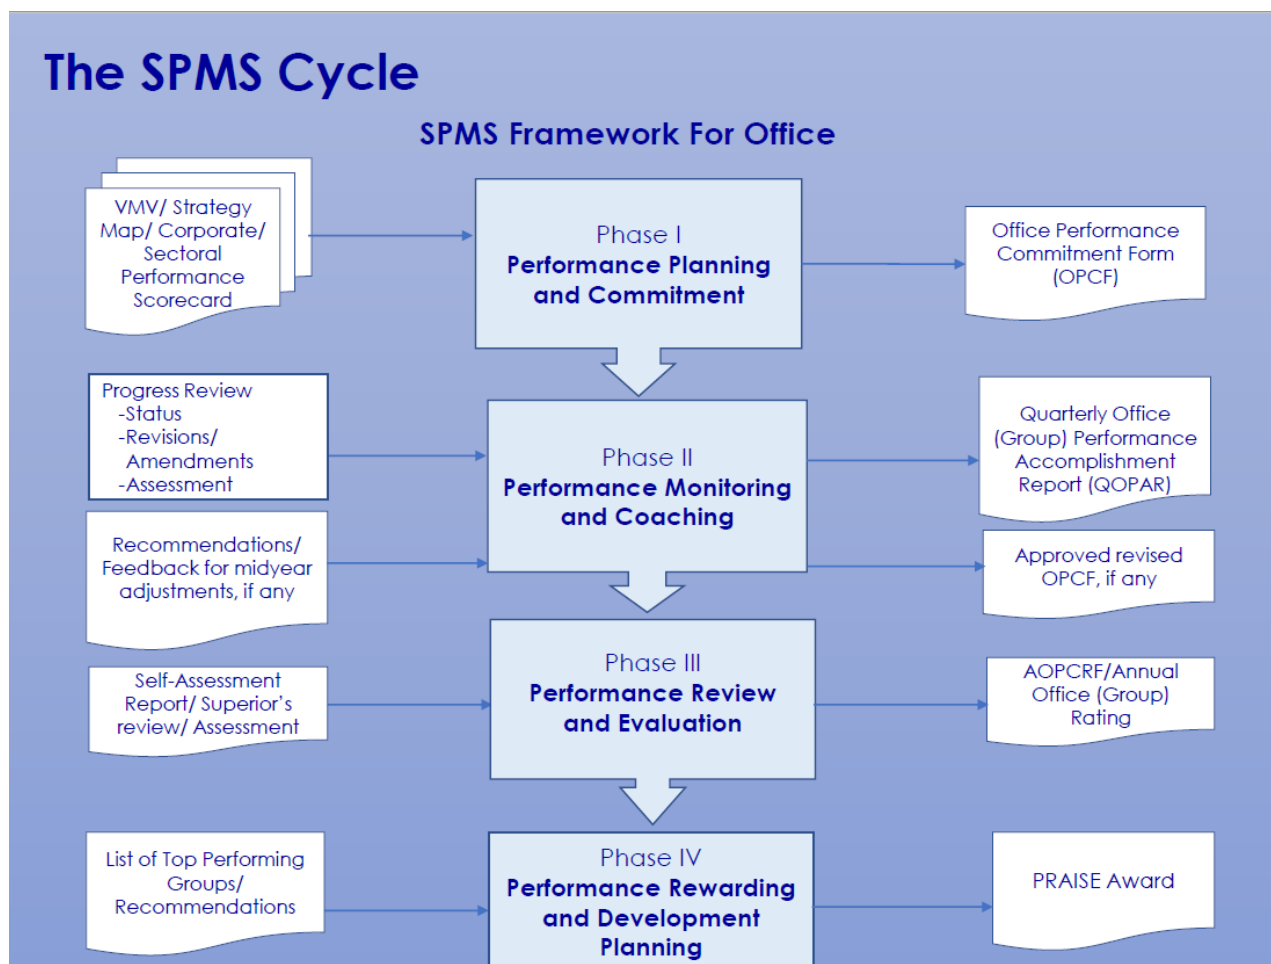 The SPMS Cycle
SPMS Framework For Office
VMV/ Strategy
Map/ Corporate/
Sectoral
Performance
Scorecard
Phase I
Performance Planning
and Commitment
Office Performance
Commitment Form
(OPCF)
Progress Review
-Status
-Revisions/
Amendments
-Assessment
Phase II
Performance Monitoring
and Coaching
Quarterly Office
(Group) Performance
Accomplishment
Report (QOPAR)
Recommendations/
Feedback for midyear
adjustments, if any
Approved revised
OPCF, if any
Self-Assessment
Report/ Superior's
review/ Assessment
Phase III
Performance Review
and Evaluation
AOPCRF/Annual
Office (Group)
Rating
List of Top Performing
Groups/
Recommendations
Phase IV
Performance Rewarding
and Development
Planning
PRAISE Award